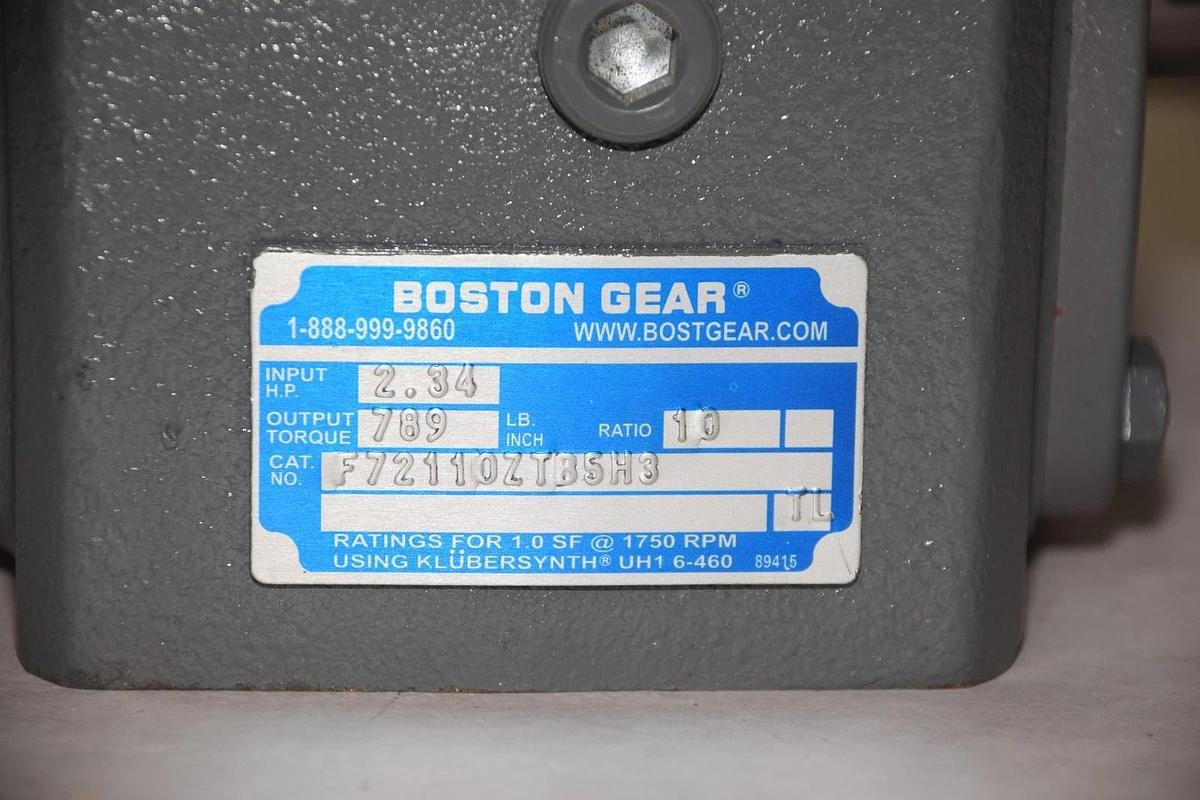 BOSTON GEAR®
1-888-999-9860 WWW.BOSTGEAR.COM
INPUT H.P. 2.34
OUTPUT TORQUE 789 LB. INCH RATIO 10
CAT. NO. F72110ZTB5H3
TL
RATINGS FOR 1.0 SF @ 1750 RPM
USING KLÜBERSYNTH® UH1 6-460 89415